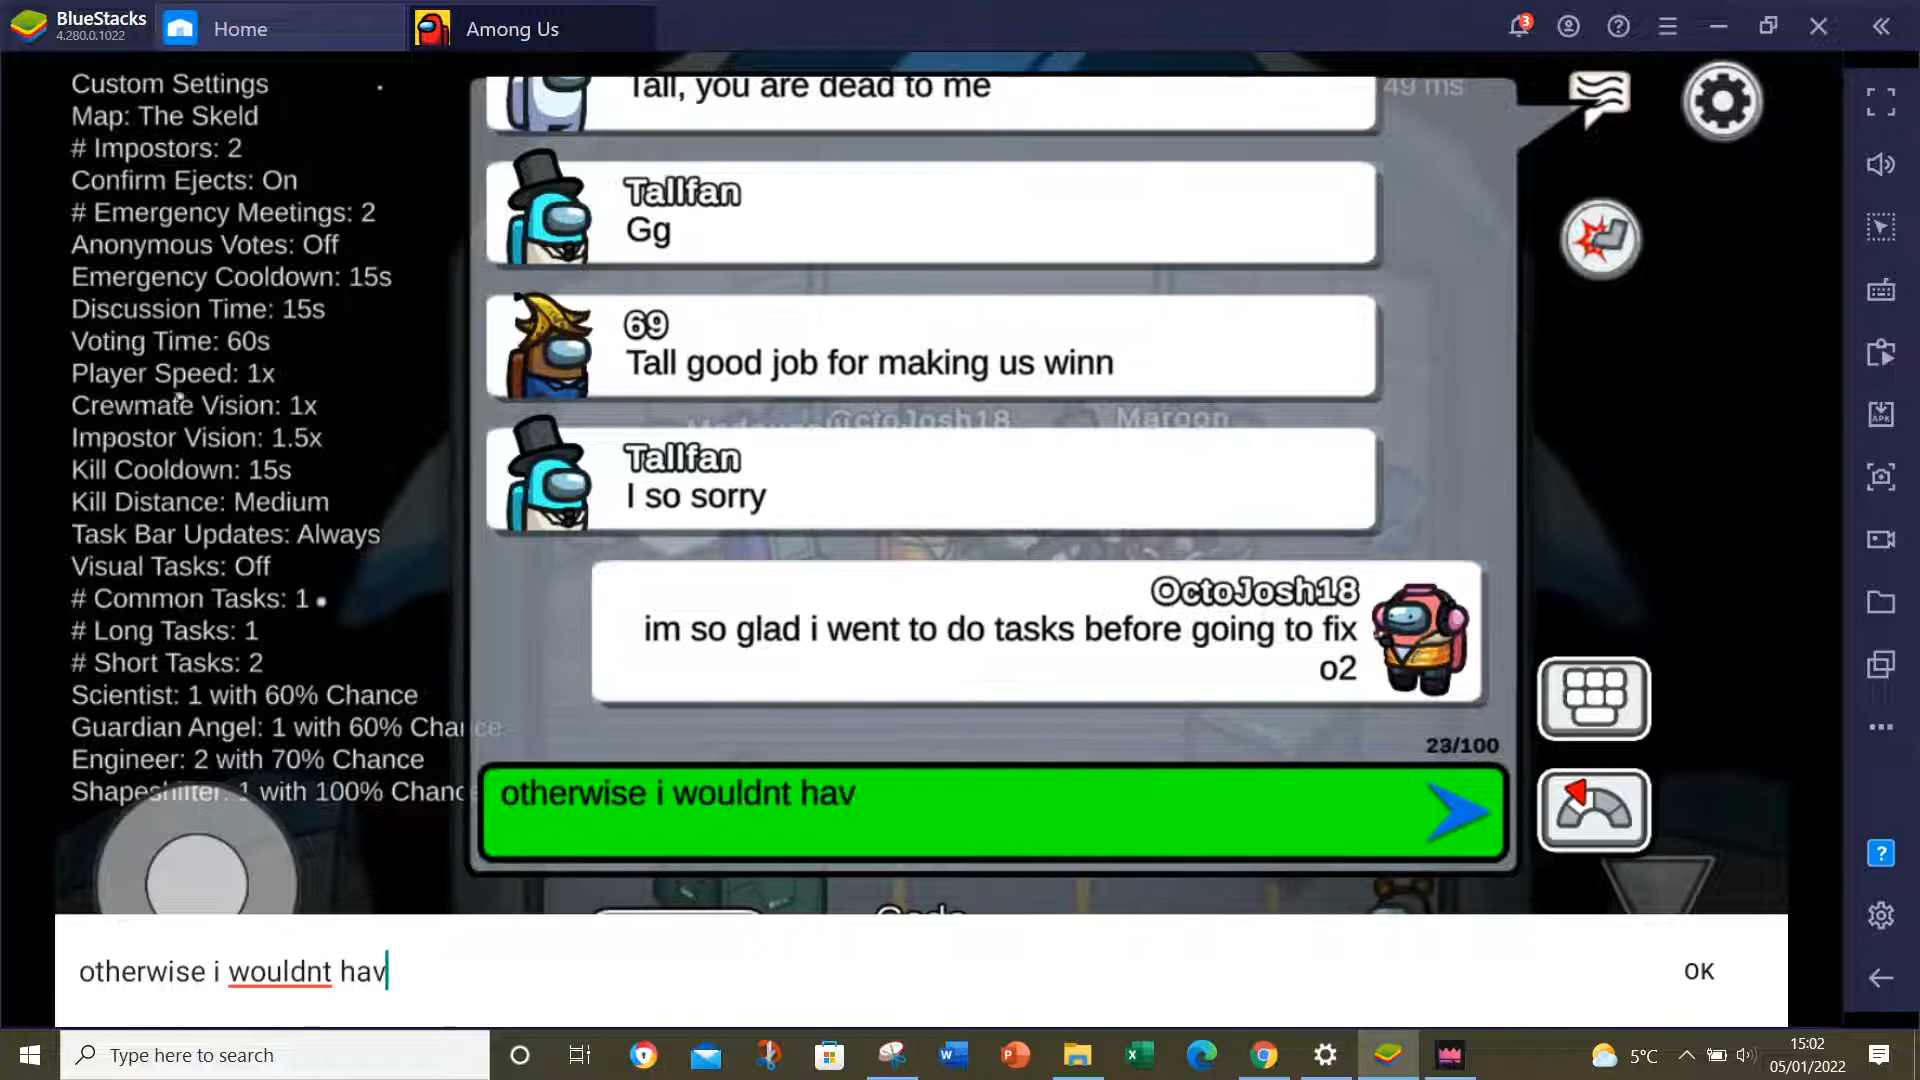 BlueStacks
4.280.0.1022
Home
Among Us
3
Custom Settings
Map: The Skeld
# Impostors: 2
Confirm Ejects: On
# Emergency Meetings: 2
Anonymous Votes: Off
Emergency Cooldown: 15s
Discussion Time: 15s
Voting Time: 60s
Player Speed: 1x
Crewmate Vision: 1x
Impostor Vision: 1.5x
Kill Cooldown: 15s
Kill Distance: Medium
Task Bar Updates: Always
Visual Tasks: Off
# Common Tasks: 1
# Long Tasks: 1
# Short Tasks: 2
Scientist: 1 with 60% Chance
Guardian Angel: 1 with 60% Chance
Engineer: 2 with 70% Chance
Shapeshifter: 1 with 100% Chance
Tall, you are dead to me
49 ms
Tallfan
Gg
69
Tall good job for making us winn
OctoJosh18
Maroon
Tallfan
I so sorry
OctoJosh18
im so glad i went to do tasks before going to fix
o2
23/100
otherwise i wouldnt hav
otherwise i wouldnt hav
OK
APK
Type here to search
5°C
15:02
05/01/2022